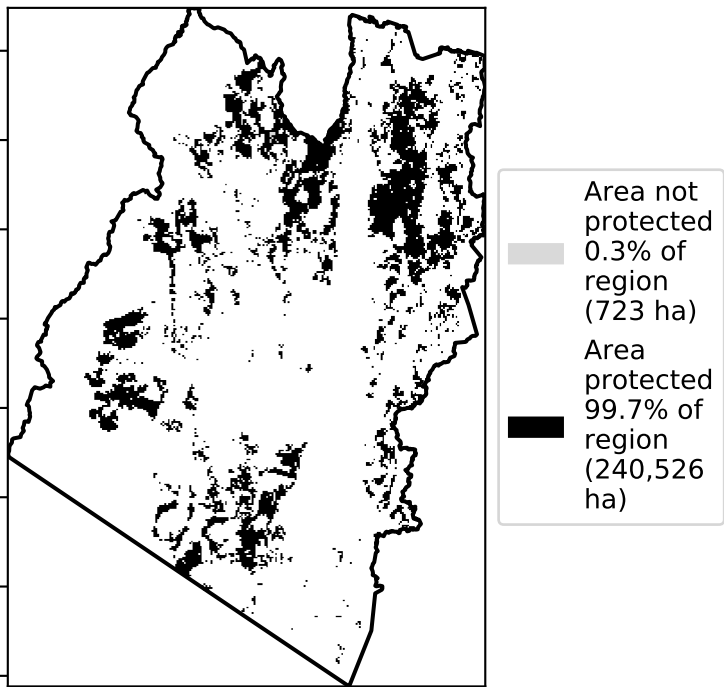 Area not
protected
0.3% of
region
(723 ha)
Area
protected
99.7% of
region
(240,526
ha)